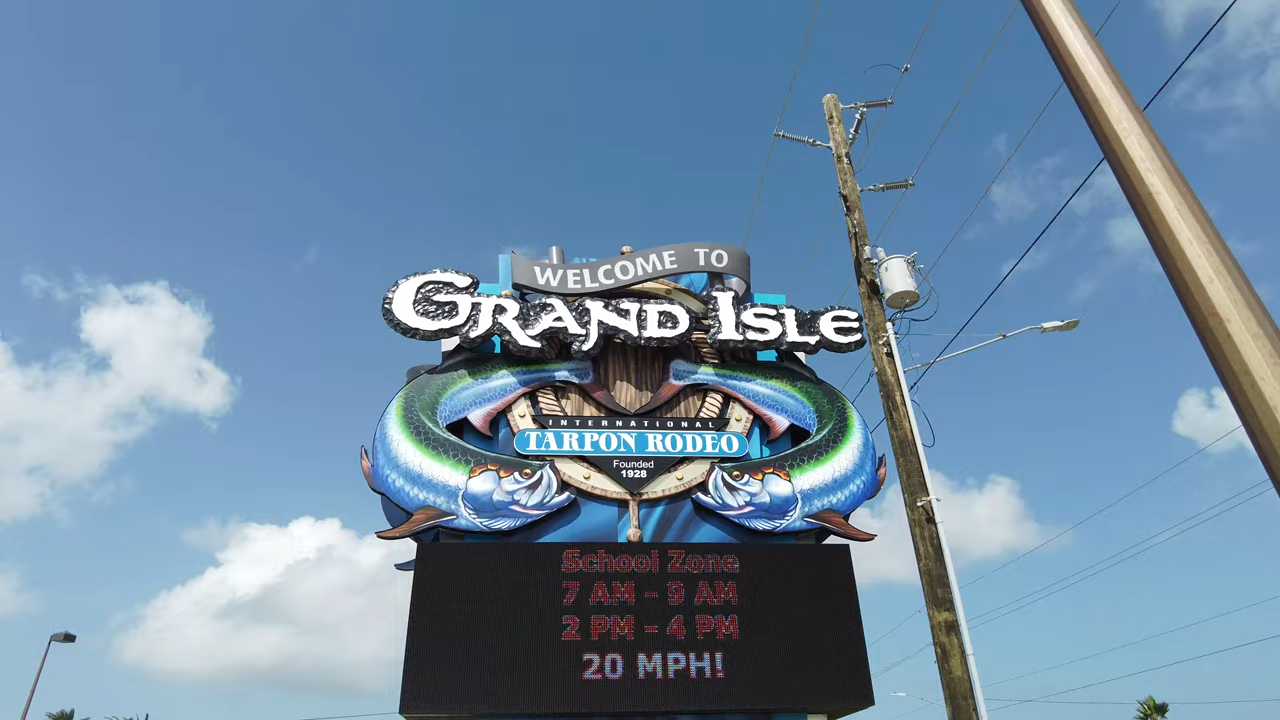 WELCOME TO
GRAND ISLE
INTERNATIONAL
TARPON RODEO
Founded
1928
School Zone
7 AM - 9 AM
2 PM - 4 PM
20 MPH!